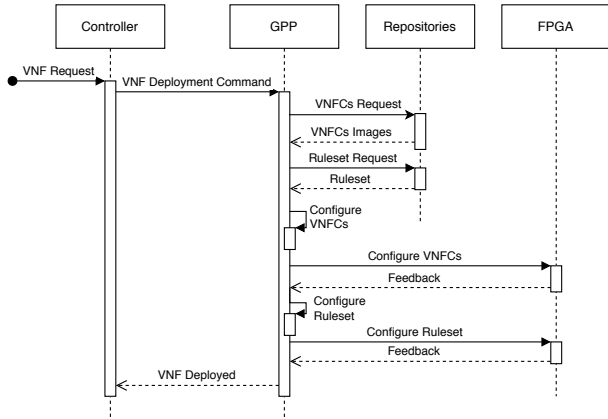 Controller
GPP
Repositories
FPGA
VNF Request
VNF Deployment Command
VNFCs Request
VNFCs Images
Ruleset Request
Ruleset
Configure
VNFCs
Configure VNFCs
Feedback
Configure
Ruleset
Configure Ruleset
Feedback
VNF Deployed